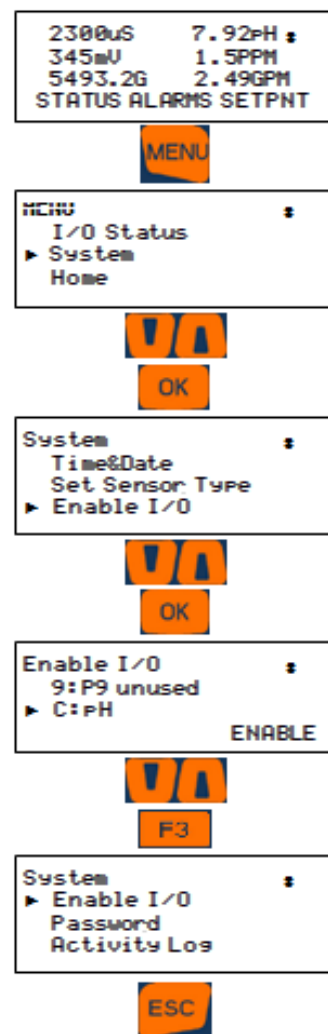 2300uS 7.92pH
345mV 1.5PPM
5493.2G 2.49GPM
STATUS ALARMS SETPNT
MENU
MENU
I/O Status
System
Home
OK
System
Time&Date
Set Sensor Type
Enable I/O
OK
Enable I/O
9:P9 unused
C:pH
ENABLE
F3
System
Enable I/O
Password
Activity Log
ESC